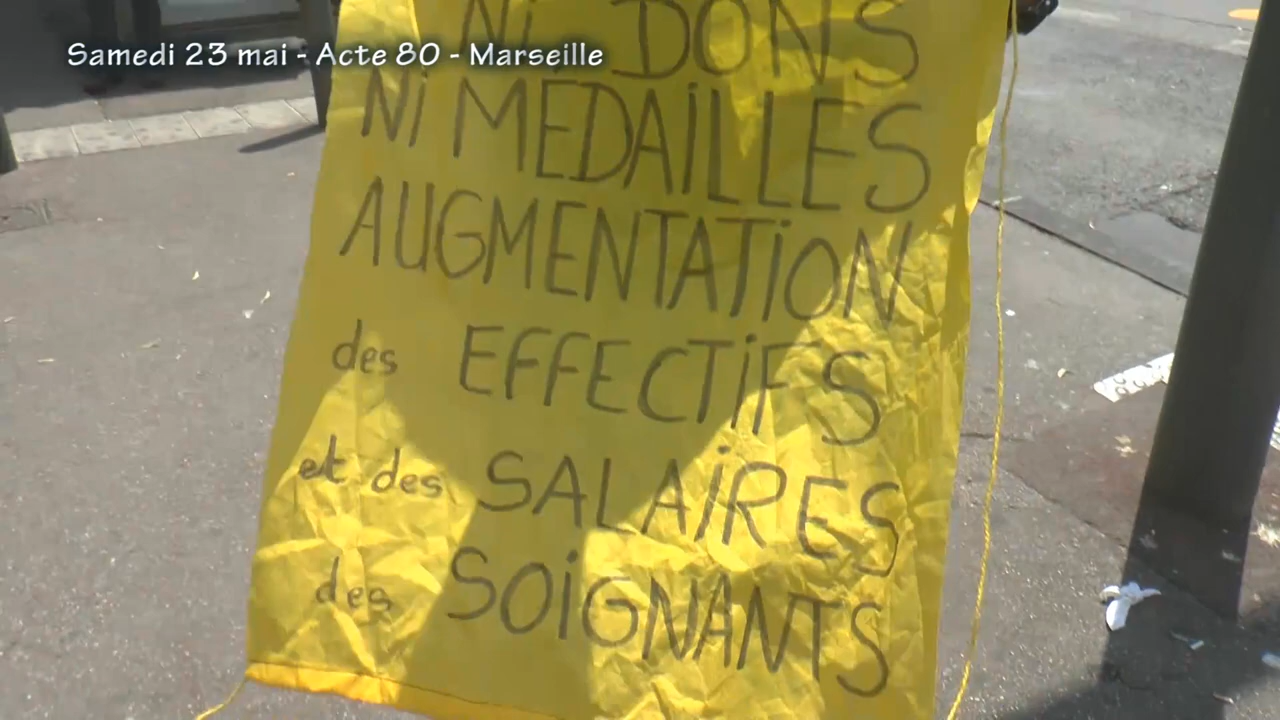 Samedi 23 mai - Acte 80 - Marseille
Ni DONS
Ni MEDAiLLES
AUGMENTATiON
des EFFECTiFS
et des SALAiRES
des SOiGNANTS